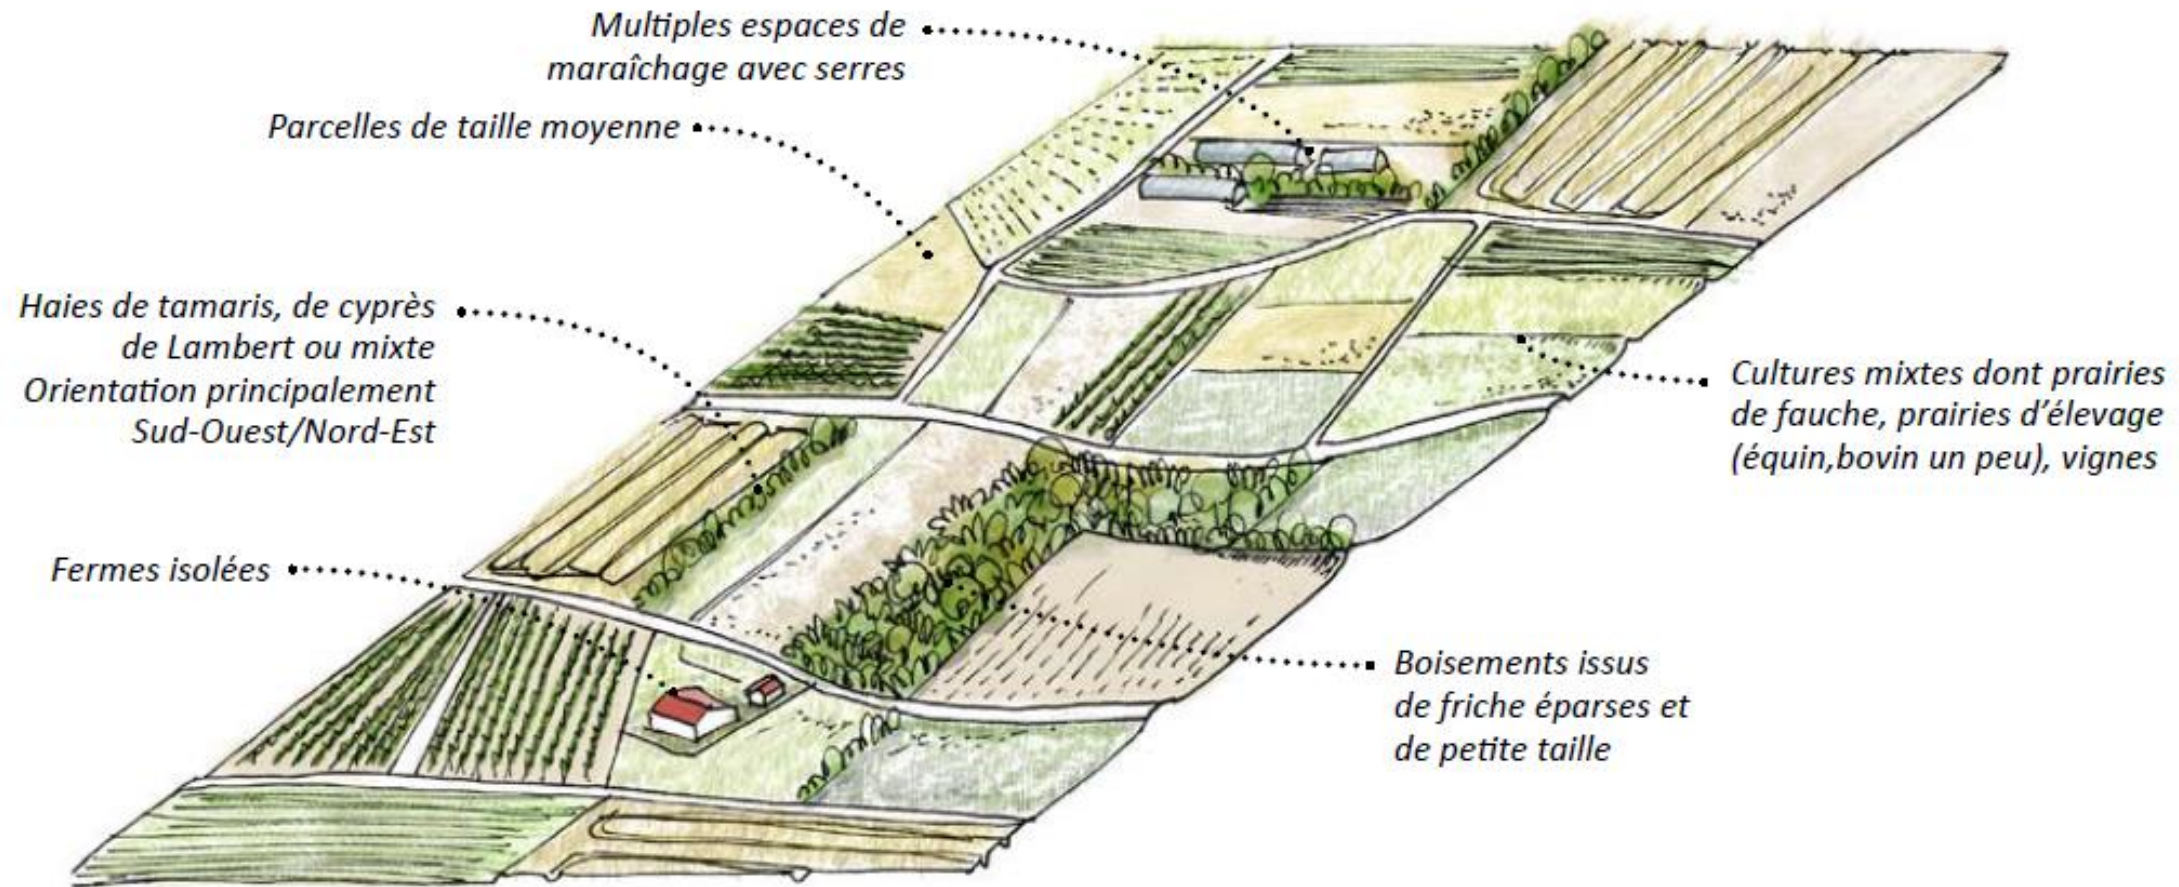 Multiples espaces de
maraîchage avec serres
Parcelles de taille moyenne
Haies de tamaris, de cyprès
de Lambert ou mixte
Orientation principalement
Sud-Ouest/Nord-Est
Cultures mixtes dont prairies
de fauche, prairies d’élevage
(équin,bovin un peu), vignes
Fermes isolées
Boisements issus
de friche éparses et
de petite taille